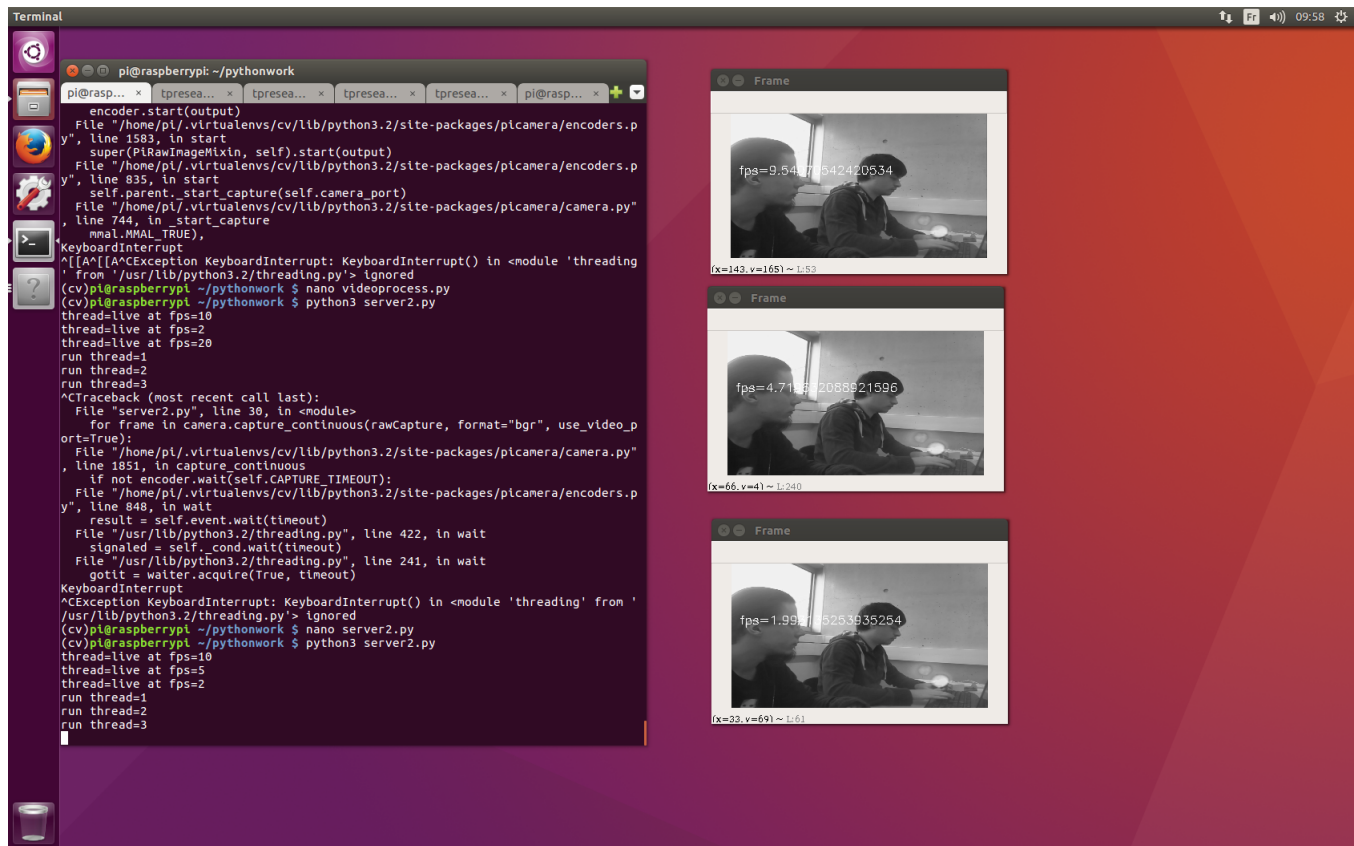 Terminal
Fr
09:58
pi@raspberrypi: ~/pythonwork
pi@rasp... × tpresea... × tpresea... × tpresea... × tpresea... × pi@rasp... ×
encoder.start(output)
File "/home/pi/.virtualenvs/cv/lib/python3.2/site-packages/picamera/encoders.p
y", line 1583, in start
super(PiRawImageMixin, self).start(output)
File "/home/pi/.virtualenvs/cv/lib/python3.2/site-packages/picamera/encoders.p
y", line 835, in start
self.parent._start_capture(self.camera_port)
File "/home/pi/.virtualenvs/cv/lib/python3.2/site-packages/picamera/camera.py"
, line 744, in _start_capture
mmal.MMAL_TRUE),
KeyboardInterrupt
^[[A^[[A^CException KeyboardInterrupt: KeyboardInterrupt() in <module 'threading
' from '/usr/lib/python3.2/threading.py'> ignored
(cv)pi@raspberrypi ~/pythonwork $ nano videoprocess.py
(cv)pi@raspberrypi ~/pythonwork $ python3 server2.py
thread=live at fps=10
thread=live at fps=2
thread=live at fps=20
run thread=1
run thread=2
run thread=3
^CTraceback (most recent call last):
File "server2.py", line 30, in <module>
for frame in camera.capture_continuous(rawCapture, format="bgr", use_video_p
ort=True):
File "/home/pi/.virtualenvs/cv/lib/python3.2/site-packages/picamera/camera.py"
, line 1851, in capture_continuous
if not encoder.wait(self.CAPTURE_TIMEOUT):
File "/home/pi/.virtualenvs/cv/lib/python3.2/site-packages/picamera/encoders.p
y", line 848, in wait
result = self.event.wait(timeout)
File "/usr/lib/python3.2/threading.py", line 422, in wait
signaled = self._cond.wait(timeout)
File "/usr/lib/python3.2/threading.py", line 241, in wait
gotit = waiter.acquire(True, timeout)
KeyboardInterrupt
^CException KeyboardInterrupt: KeyboardInterrupt() in <module 'threading' from '
/usr/lib/python3.2/threading.py'> ignored
(cv)pi@raspberrypi ~/pythonwork $ nano server2.py
(cv)pi@raspberrypi ~/pythonwork $ python3 server2.py
thread=live at fps=10
thread=live at fps=5
thread=live at fps=2
run thread=1
run thread=2
run thread=3
Frame
(x=143, y=165) ~ L:53
Frame
(x=66, y=4) ~ L:240
Frame
(x=33, y=69) ~ L:61